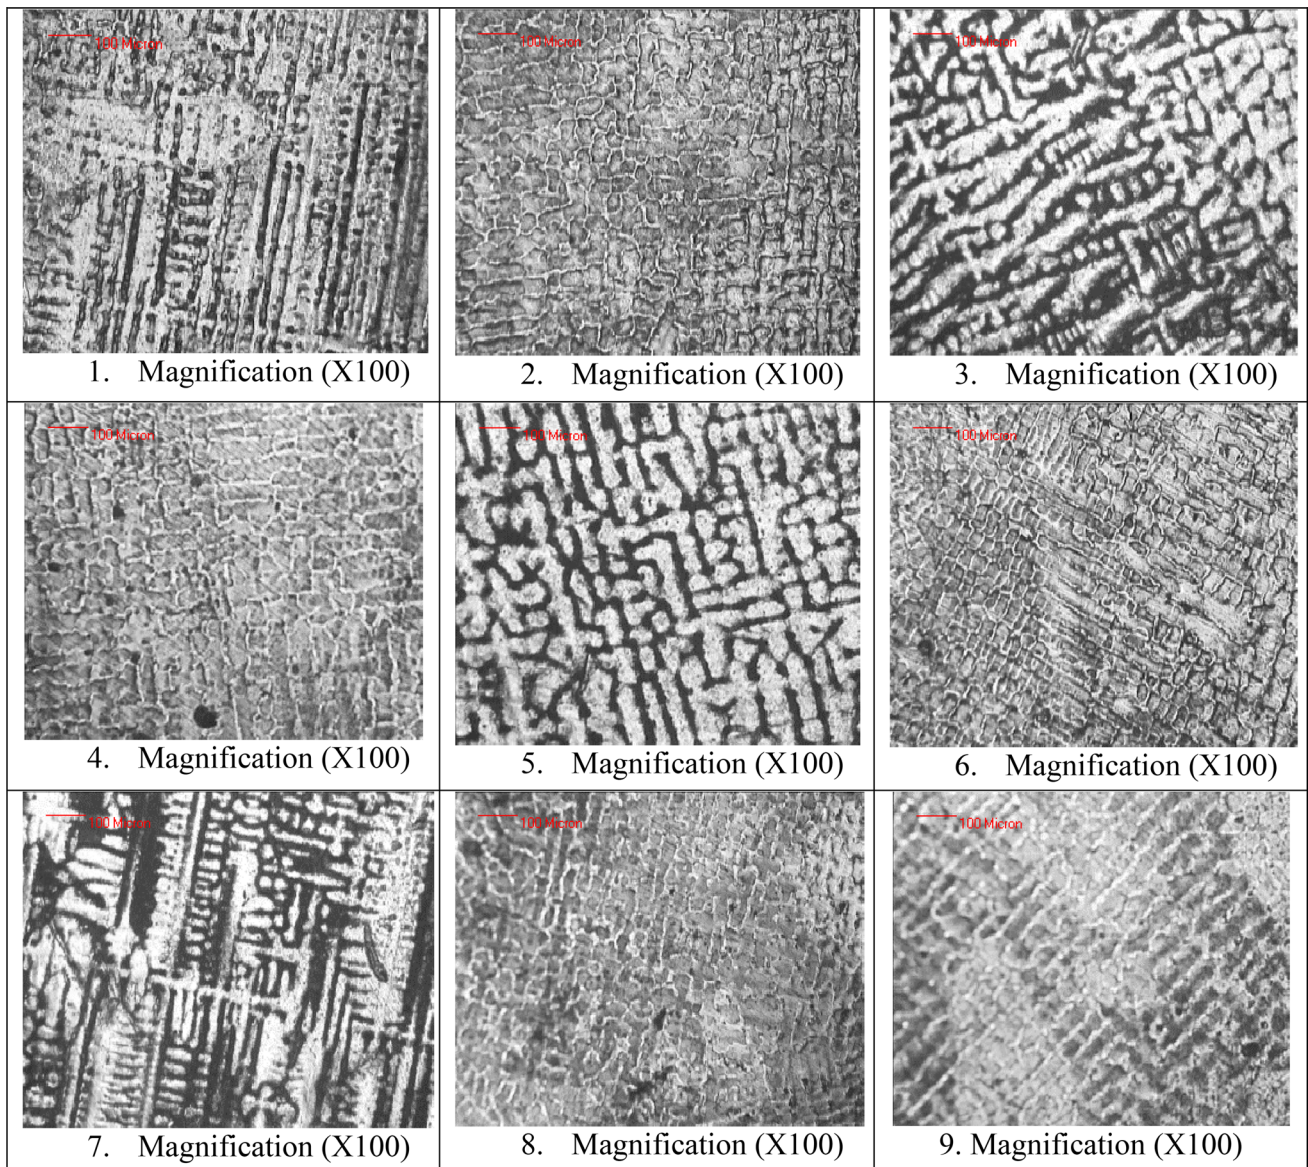 100 Micron
100 Micron
100 Micron
1. Magnification (X100)
2. Magnification (X100)
3. Magnification (X100)
100 Micron
100 Micron
100 Micron
4. Magnification (X100)
5. Magnification (X100)
6. Magnification (X100)
100 Micron
100 Micron
100 Micron
7. Magnification (X100)
8. Magnification (X100)
9. Magnification (X100)